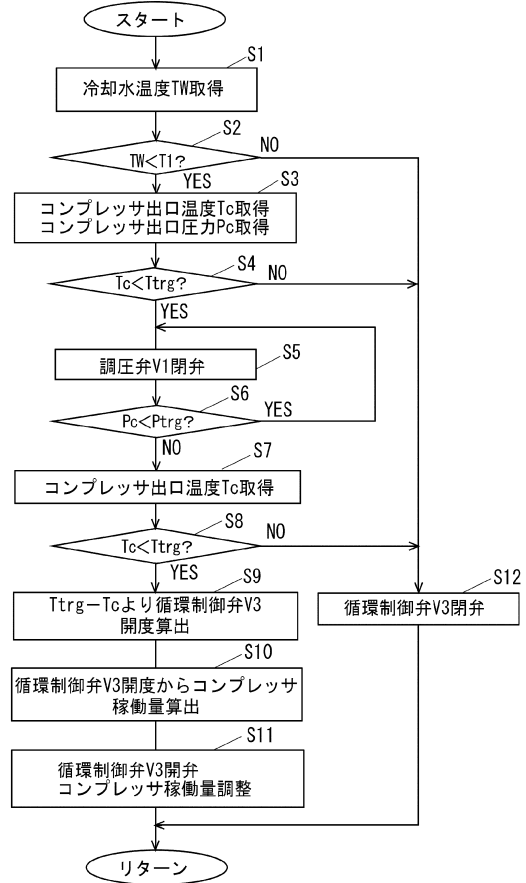 スタート
S1
冷却水温度TW取得
S2
TW<T1?
NO
YES
S3
コンプレッサ出口温度Tc取得
コンプレッサ出口圧力Pc取得
S4
Tc<Ttrg?
NO
YES
S5
調圧弁V1閉弁
S6
Pc<Ptrg?
YES
NO
S7
コンプレッサ出口温度Tc取得
S8
Tc<Ttrg?
NO
YES
S9
Ttrg−Tcより循環制御弁V3
開度算出
S12
循環制御弁V3閉弁
S10
循環制御弁V3開度からコンプレッサ
稼働量算出
S11
循環制御弁V3開弁
コンプレッサ稼働量調整
リターン